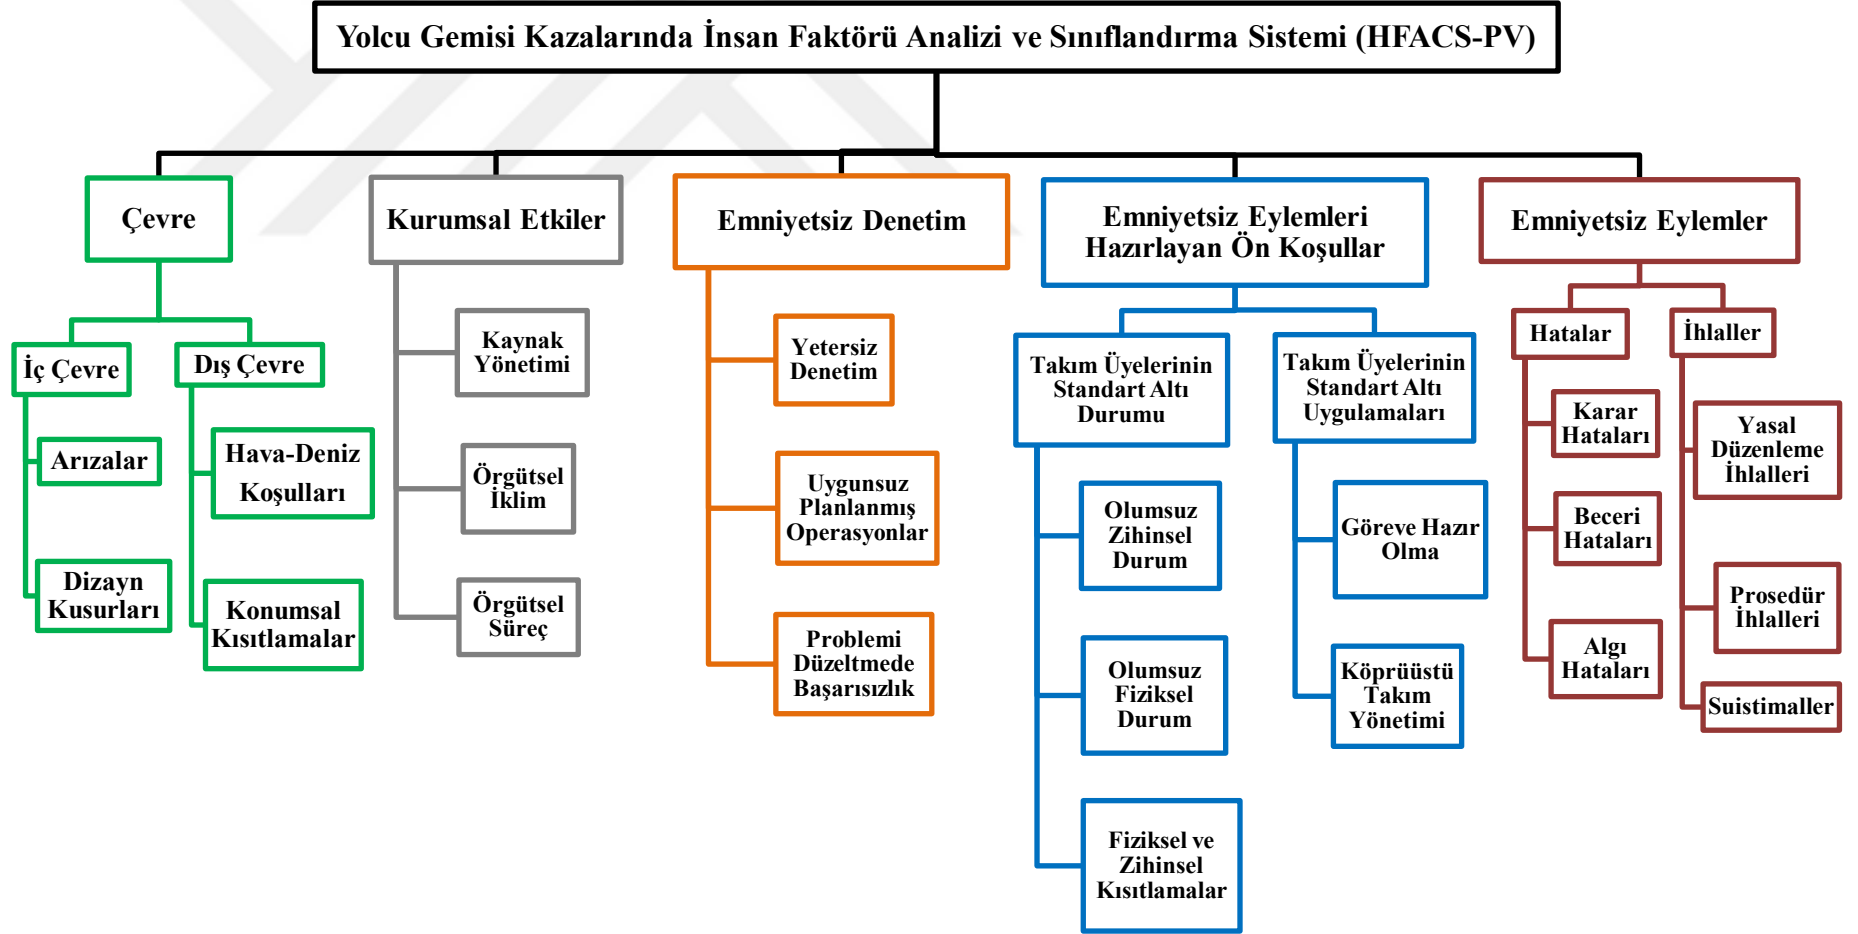 Yolcu Gemisi Kazalarında İnsan Faktörü Analizi ve Sınıflandırma Sistemi (HFACS-PV)
Çevre
İç Çevre
Arızalar
Dizayn
Kusurları
Dış Çevre
Hava-Deniz
Koşulları
Konumsal
Kısıtlamalar
Kurumsal Etkiler
Kaynak
Yönetimi
Örgütsel
İklim
Örgütsel
Süreç
Emniyetsiz Denetim
Yetersiz
Denetim
Uygunsuz
Planlanmış
Operasyonlar
Problemi
Düzeltmede
Başarısızlık
Emniyetsiz Eylemleri
Hazırlayan Ön Koşullar
Takım Üyelerinin
Standart Altı
Durumu
Olumsuz
Zihinsel
Durum
Olumsuz
Fiziksel
Durum
Fiziksel ve
Zihinsel
Kısıtlamalar
Takım Üyelerinin
Standart Altı
Uygulamaları
Göreve Hazır
Olma
Köprüüstü
Takım
Yönetimi
Emniyetsiz Eylemler
Hatalar
Karar
Hataları
Beceri
Hataları
Algı
Hataları
İhlaller
Yasal
Düzenleme
İhlalleri
Prosedür
İhlalleri
Suistimaller